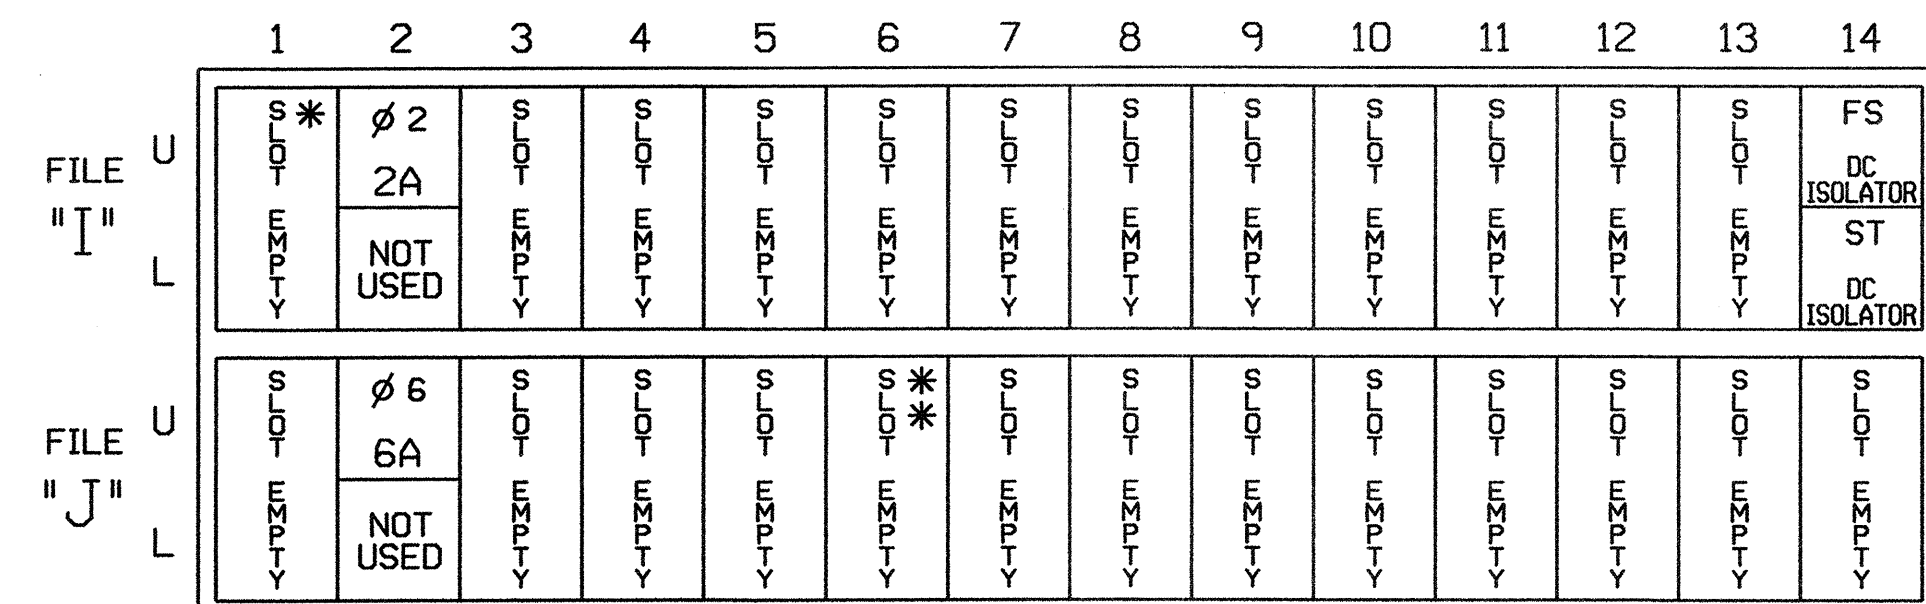 1 2 3 4 5 6 7 8 9 10 11 12 13 14
FILE "I"
U
L
SLOT EMPTY *
Ø 2
2A
NOT USED
SLOT EMPTY
SLOT EMPTY
SLOT EMPTY
SLOT EMPTY
SLOT EMPTY
SLOT EMPTY
SLOT EMPTY
SLOT EMPTY
SLOT EMPTY
SLOT EMPTY
SLOT EMPTY
FS
DC
ISOLATOR
ST
DC
ISOLATOR
FILE "J"
U
L
SLOT EMPTY
Ø 6
6A
NOT USED
SLOT EMPTY
SLOT EMPTY
SLOT EMPTY
SLOT EMPTY **
SLOT EMPTY
SLOT EMPTY
SLOT EMPTY
SLOT EMPTY
SLOT EMPTY
SLOT EMPTY
SLOT EMPTY
SLOT EMPTY